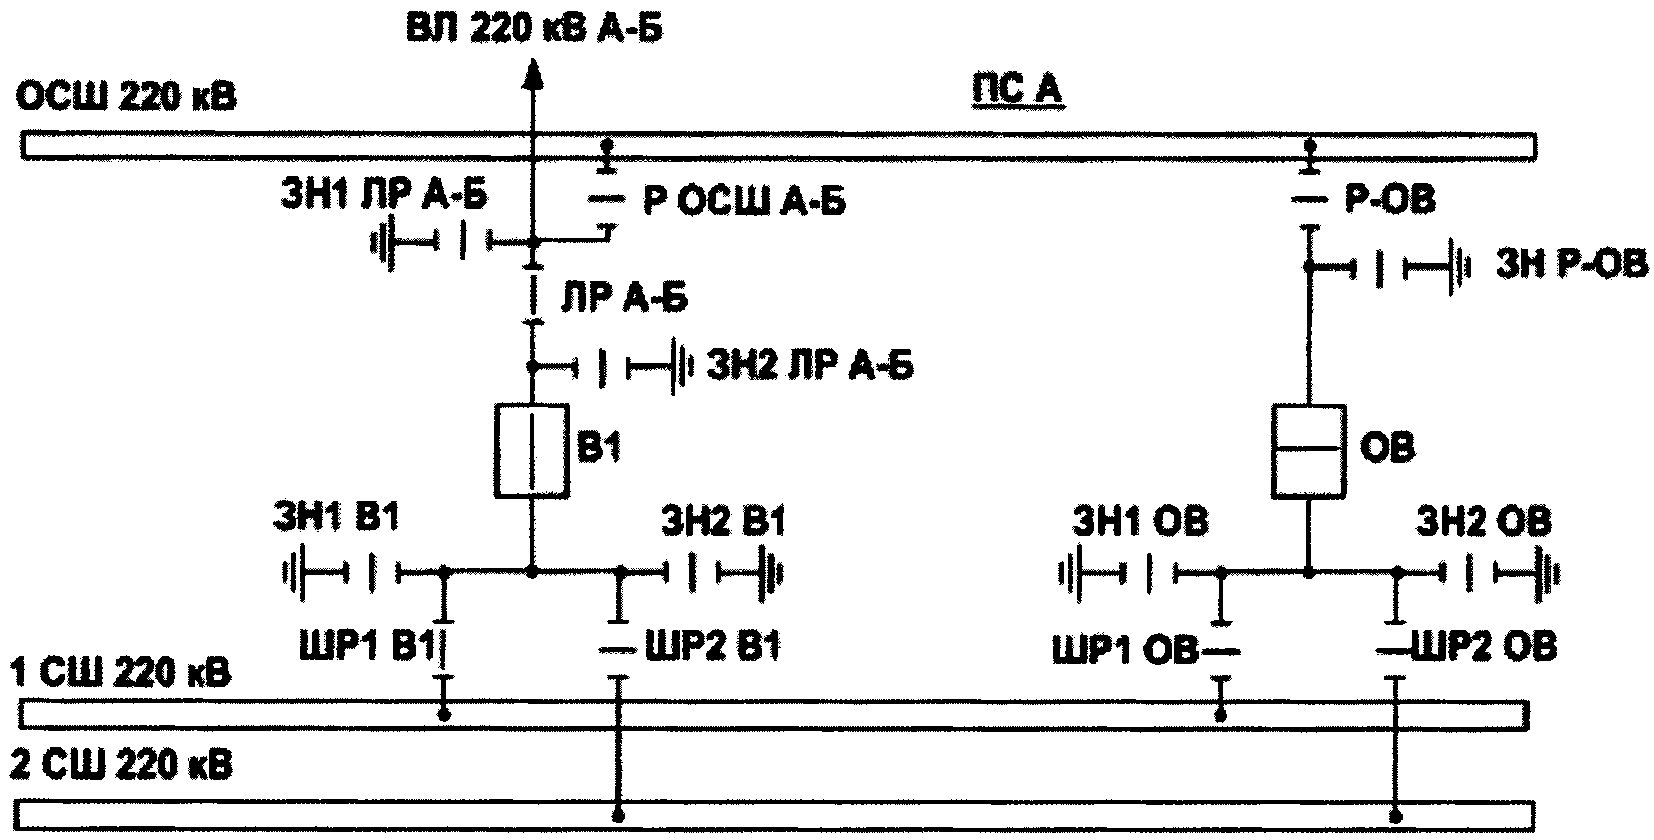 ВЛ 220 кВ А-Б
ОСШ 220 кВ
ПС А
ЗН1 ЛР А-Б
Р ОСШ А-Б
Р-ОВ
ЗН Р-ОВ
ЛР А-Б
ЗН2 ЛР А-Б
В1
ОВ
ЗН1 В1
ЗН2 В1
ЗН1 ОВ
ЗН2 ОВ
ШР1 В1
ШР2 В1
ШР1 ОВ
ШР2 ОВ
1 СШ 220 кВ
2 СШ 220 кВ